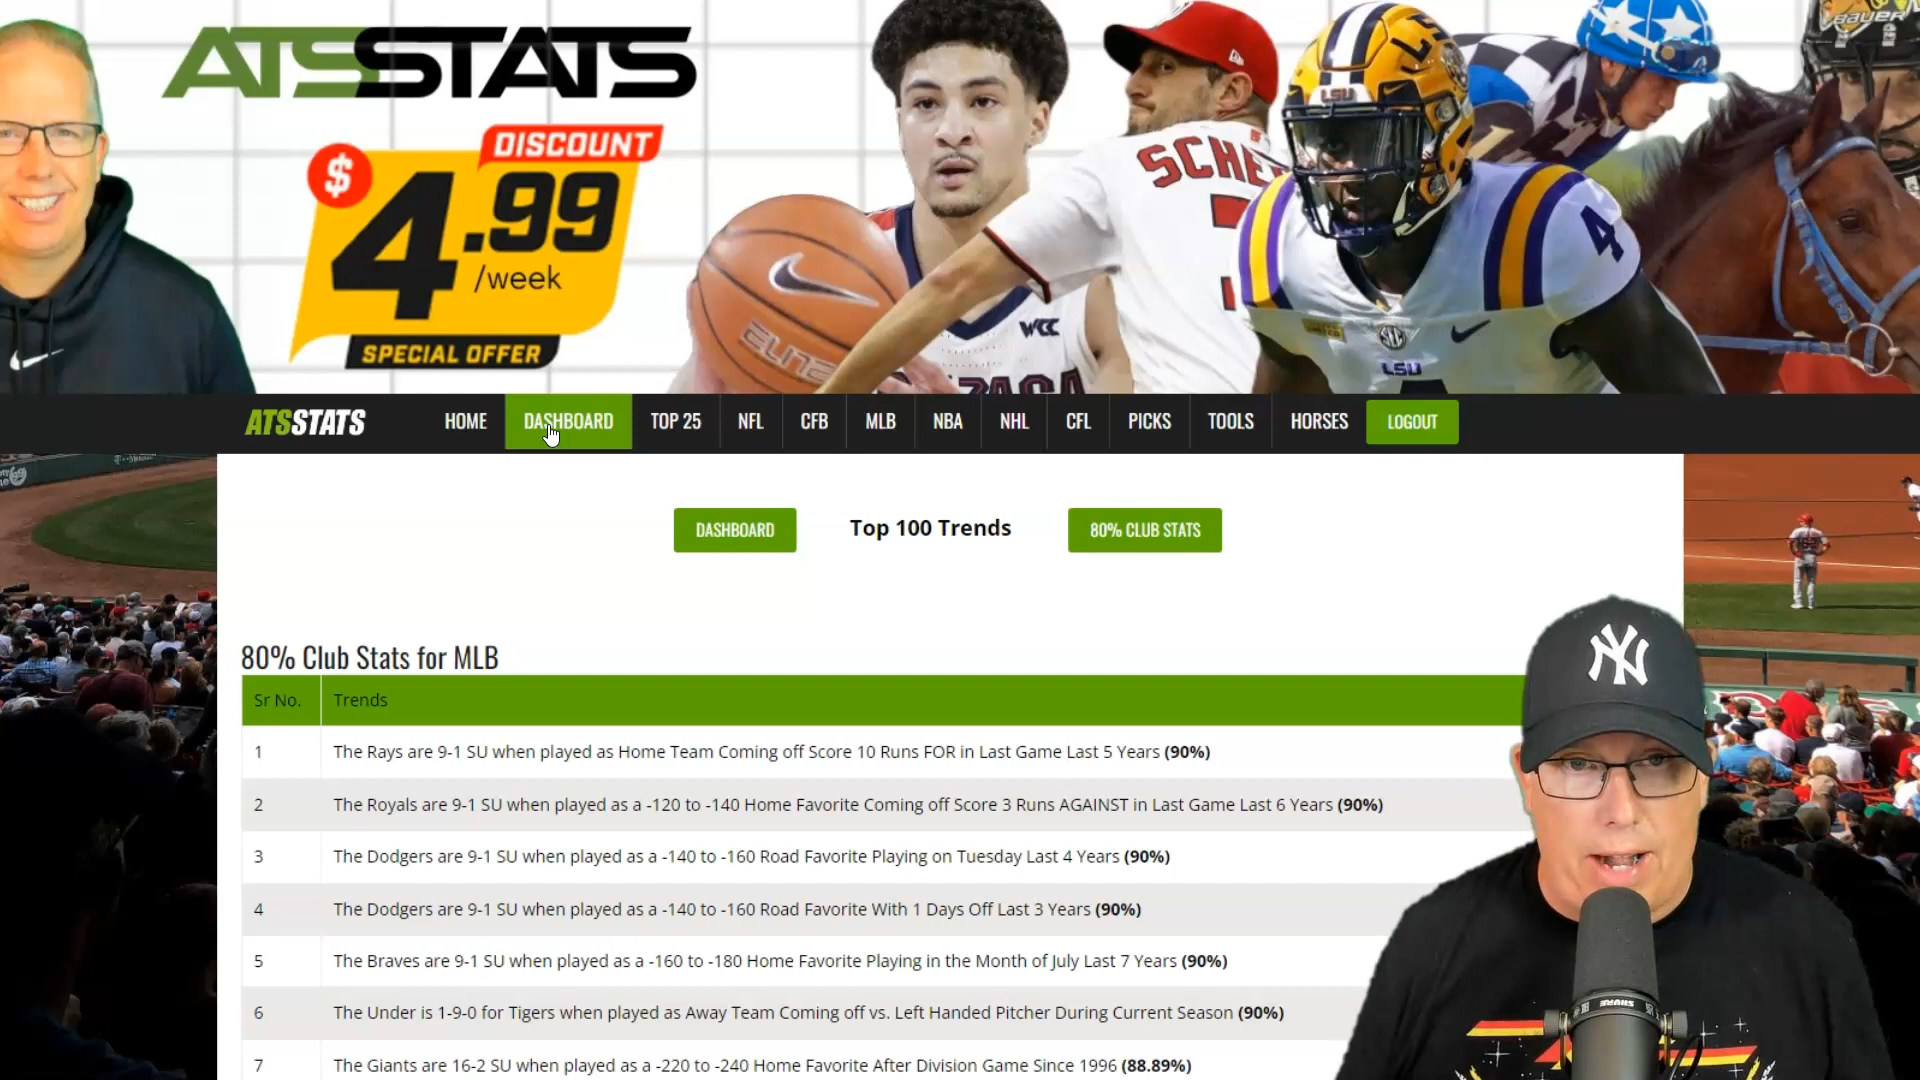 ATSSTATS
DISCOUNT
$
4.99
/week
SPECIAL OFFER
WCC
ELITE
SCHE
LSU
LSU
4
SEC
BAUER
ATSSTATS
HOME
DASHBOARD
TOP 25
NFL
CFB
MLB
NBA
NHL
CFL
PICKS
TOOLS
HORSES
LOGOUT
DASHBOARD
Top 100 Trends
80% CLUB STATS
80% Club Stats for MLB
Sr No. Trends
1 The Rays are 9-1 SU when played as Home Team Coming off Score 10 Runs FOR in Last Game Last 5 Years (90%)
2 The Royals are 9-1 SU when played as a -120 to -140 Home Favorite Coming off Score 3 Runs AGAINST in Last Game Last 6 Years (90%)
3 The Dodgers are 9-1 SU when played as a -140 to -160 Road Favorite Playing on Tuesday Last 4 Years (90%)
4 The Dodgers are 9-1 SU when played as a -140 to -160 Road Favorite With 1 Days Off Last 3 Years (90%)
5 The Braves are 9-1 SU when played as a -160 to -180 Home Favorite Playing in the Month of July Last 7 Years (90%)
6 The Under is 1-9-0 for Tigers when played as Away Team Coming off vs. Left Handed Pitcher During Current Season (90%)
7 The Giants are 16-2 SU when played as a -220 to -240 Home Favorite After Division Game Since 1996 (88.89%)
NY
SHURE